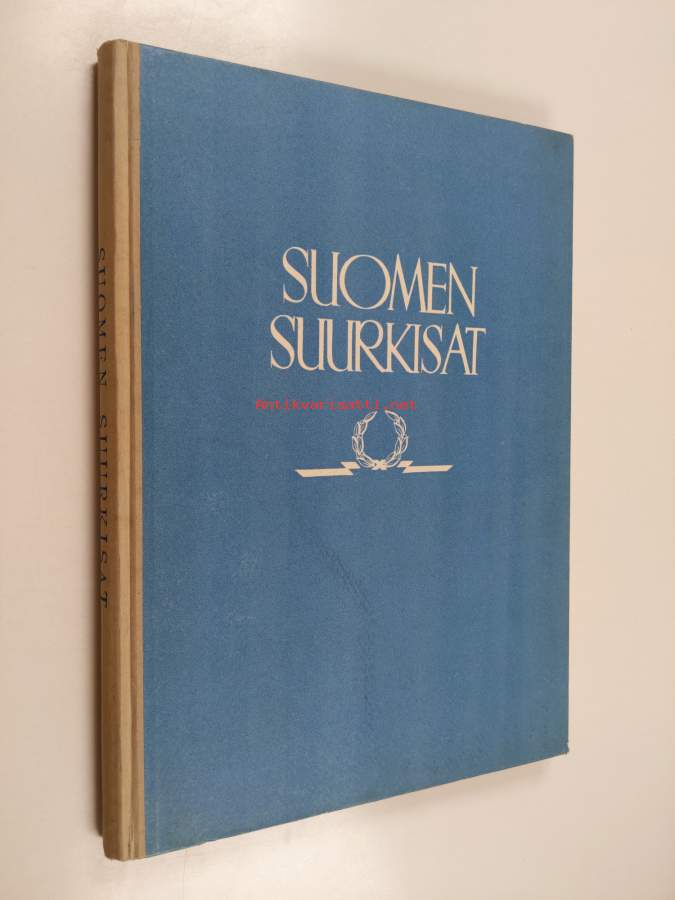 SUOMEN
SUURKISAT
Antikvariaatti.net
SUOMEN SUURKISAT